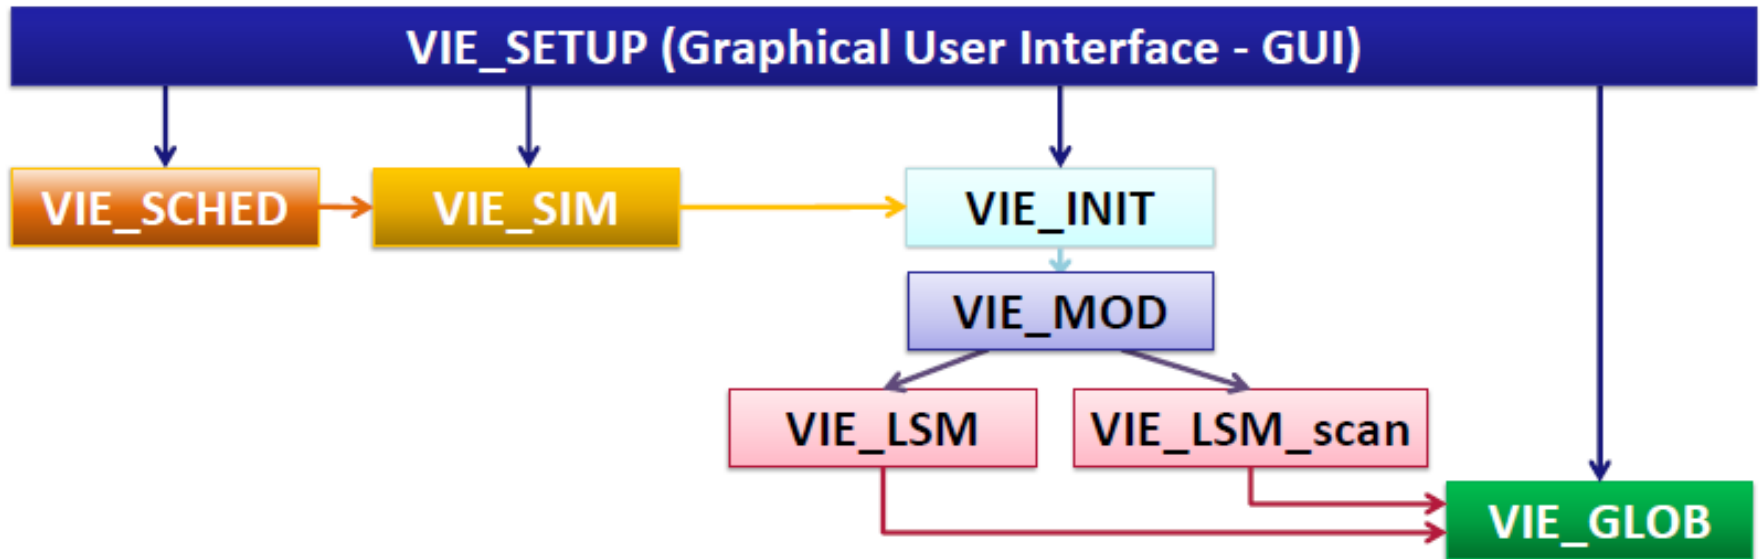 VIE_SETUP (Graphical User Interface - GUI)
VIE_SCHED
VIE_SIM
VIE_INIT
VIE_MOD
VIE_LSM
VIE_LSM_scan
VIE_GLOB